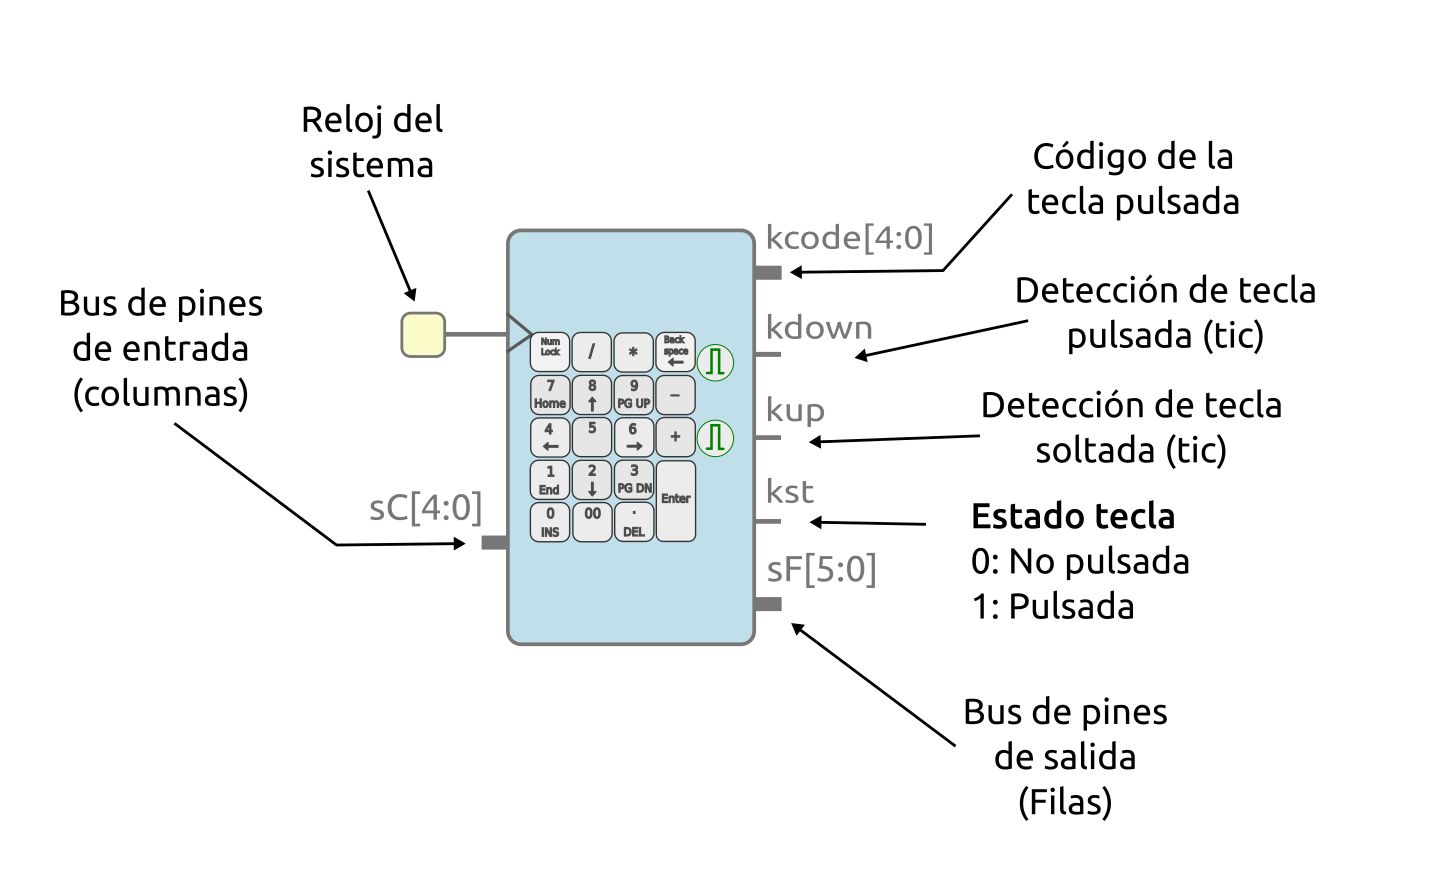 Reloj del
sistema
Bus de pines
de entrada
(columnas)
sC[4:0]
Num
Lock
/
*
Back
space
←
7
Home
8
↑
9
PG UP
−
4
←
5
6
→
+
1
End
2
↓
3
PG DN
Enter
0
INS
00
.
DEL
kcode[4:0]
Código de la
tecla pulsada
kdown
Detección de tecla
pulsada (tic)
kup
Detección de tecla
soltada (tic)
kst
Estado tecla
0: No pulsada
1: Pulsada
sF[5:0]
Bus de pines
de salida
(Filas)